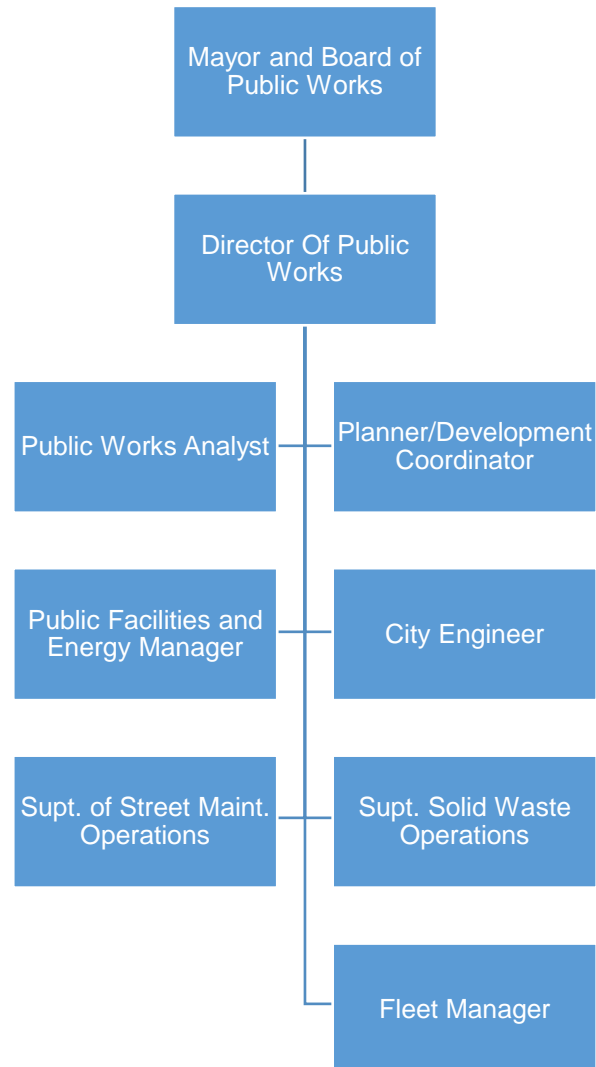 Mayor and Board of
Public Works
Director Of Public
Works
Public Works Analyst
Planner/Development
Coordinator
Public Facilities and
Energy Manager
City Engineer
Supt. of Street Maint.
Operations
Supt. Solid Waste
Operations
Fleet Manager